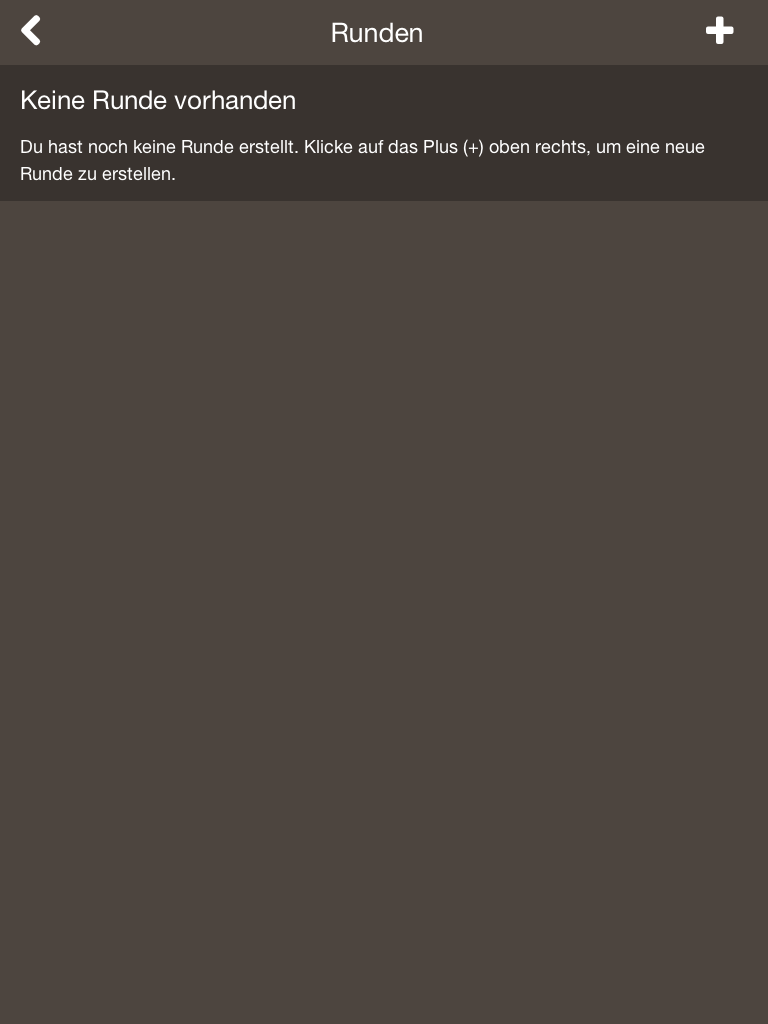 Runden
Keine Runde vorhanden
Du hast noch keine Runde erstellt. Klicke auf das Plus (+) oben rechts, um eine neue
Runde zu erstellen.